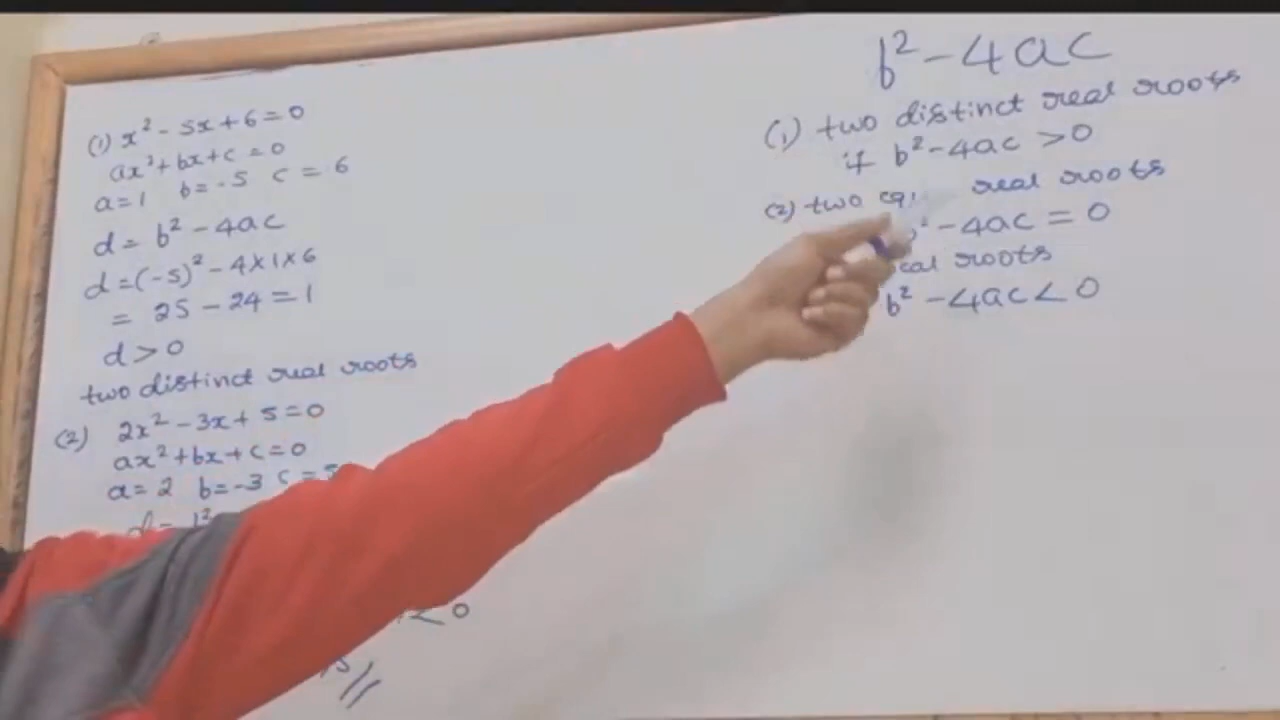 (1) x² - 5x + 6 = 0
ax² + bx + c = 0
a = 1 b = -5 c = 6
d = b² - 4ac
d = (-5)² - 4 x 1 x 6
= 25 - 24 = 1
d > 0
two distinct real roots
(2) 2x² - 3x + 5 = 0
ax² + bx + c = 0
a = 2 b = -3 c =
d =
< 0
b² - 4ac
(1) two distinct real roots
if b² - 4ac > 0
(2) two real roots
- 4ac = 0
roots
b² - 4ac < 0